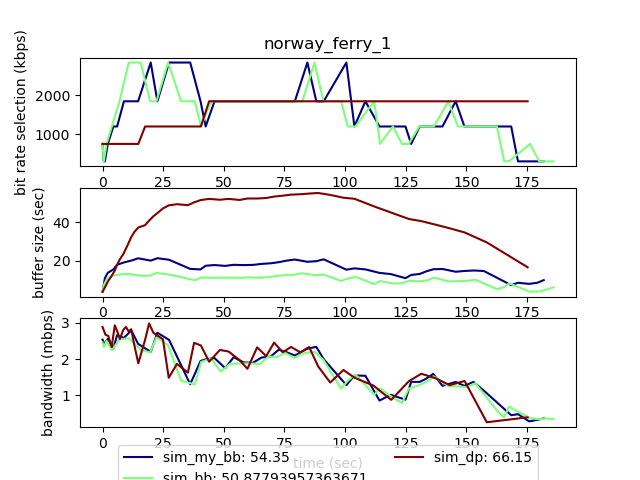 norway_ferry_1
bit rate selection (kbps)
2000
1000
0 25 50 75 100 125 150 175
buffer size (sec)
40
20
0 25 50 75 100 125 150 175
bandwidth (mbps)
3
2
1
0 25 50 75 100 125 150 175
time (sec)
sim_my_bb: 54.35 sim_dp: 66.15
sim_bb: 50.87793957363671